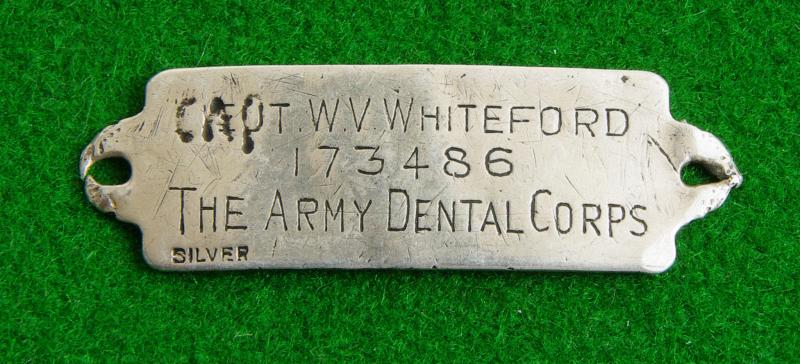 CAPT. W.V. WHITEFORD
173486
THE ARMY DENTAL CORPS
SILVER